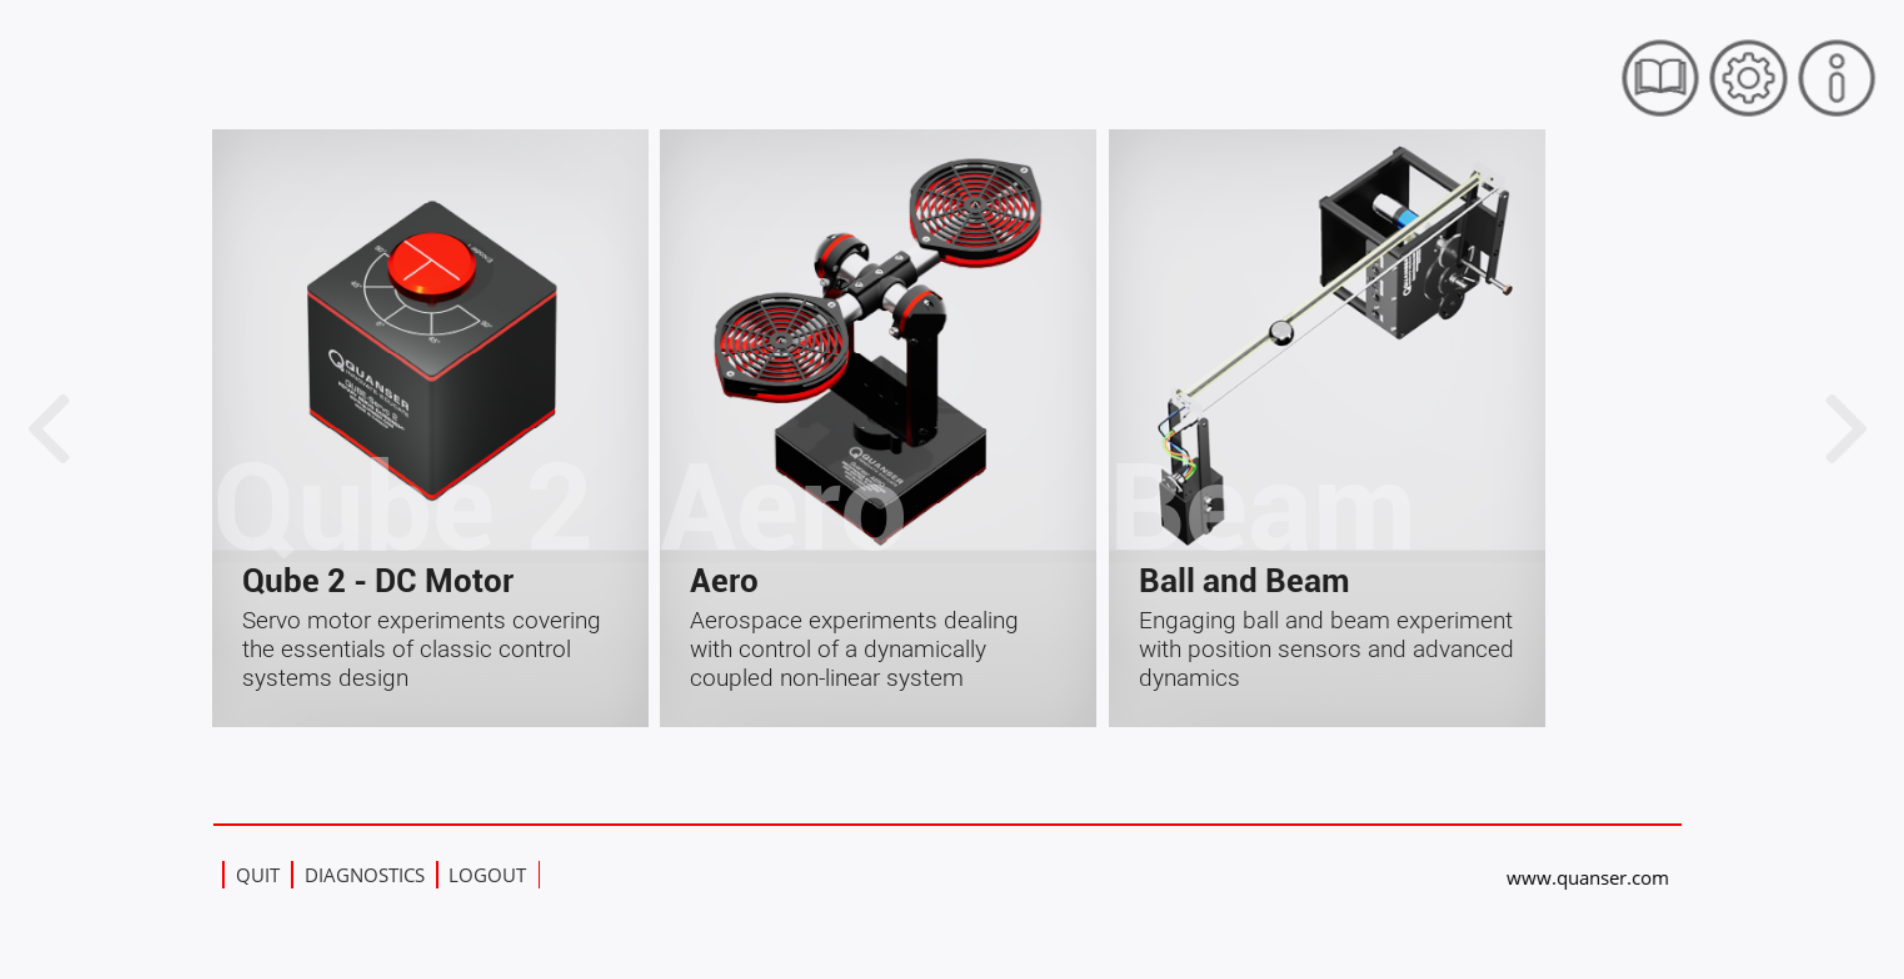 QUANSER
QUANSER
Qube 2
Aero
Beam
Qube 2 - DC Motor
Servo motor experiments covering
the essentials of classic control
systems design
Aero
Aerospace experiments dealing
with control of a dynamically
coupled non-linear system
Ball and Beam
Engaging ball and beam experiment
with position sensors and advanced
dynamics
QUIT
DIAGNOSTICS
LOGOUT
www.quanser.com